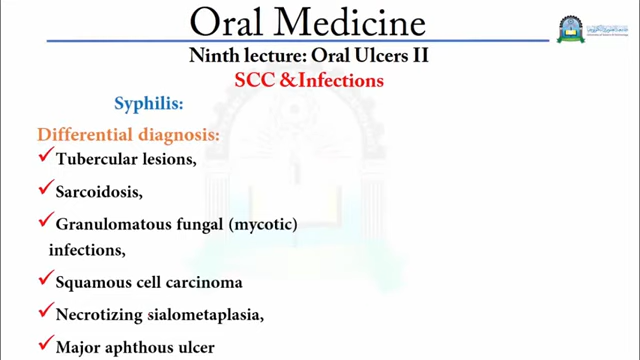 Oral Medicine
Ninth lecture: Oral Ulcers II
SCC &Infections
Syphilis:
Differential diagnosis:
Tubercular lesions,
Sarcoidosis,
Granulomatous fungal (mycotic)
infections,
Squamous cell carcinoma
Necrotizing sialometaplasia,
Major aphthous ulcer